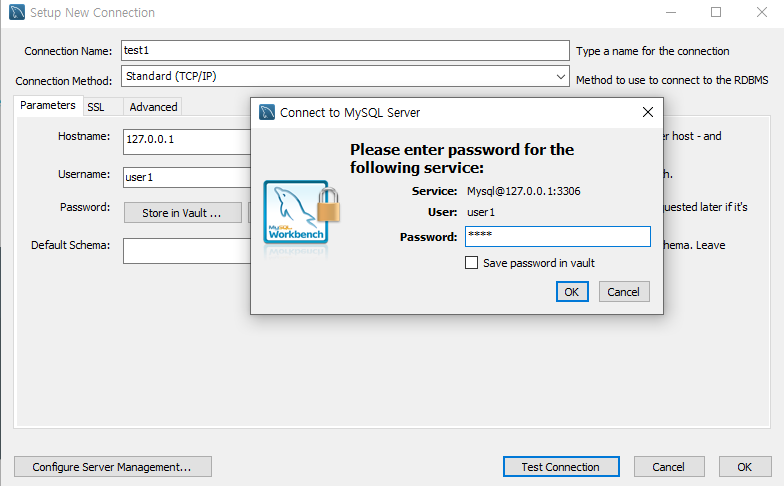 Setup New Connection
Connection Name: test1 Type a name for the connection
Connection Method: Standard (TCP/IP) Method to use to connect to the RDBMS
Parameters SSL Advanced
Hostname: 127.0.0.1 er host - and
Username: user1 h.
Password: Store in Vault ... quested later if it's
Default Schema: hema. Leave
Connect to MySQL Server
Please enter password for the
following service:
Service: Mysql@127.0.0.1:3306
User: user1
Password: ****
Save password in vault
OK Cancel
MySQL
Workbench
Configure Server Management... Test Connection Cancel OK